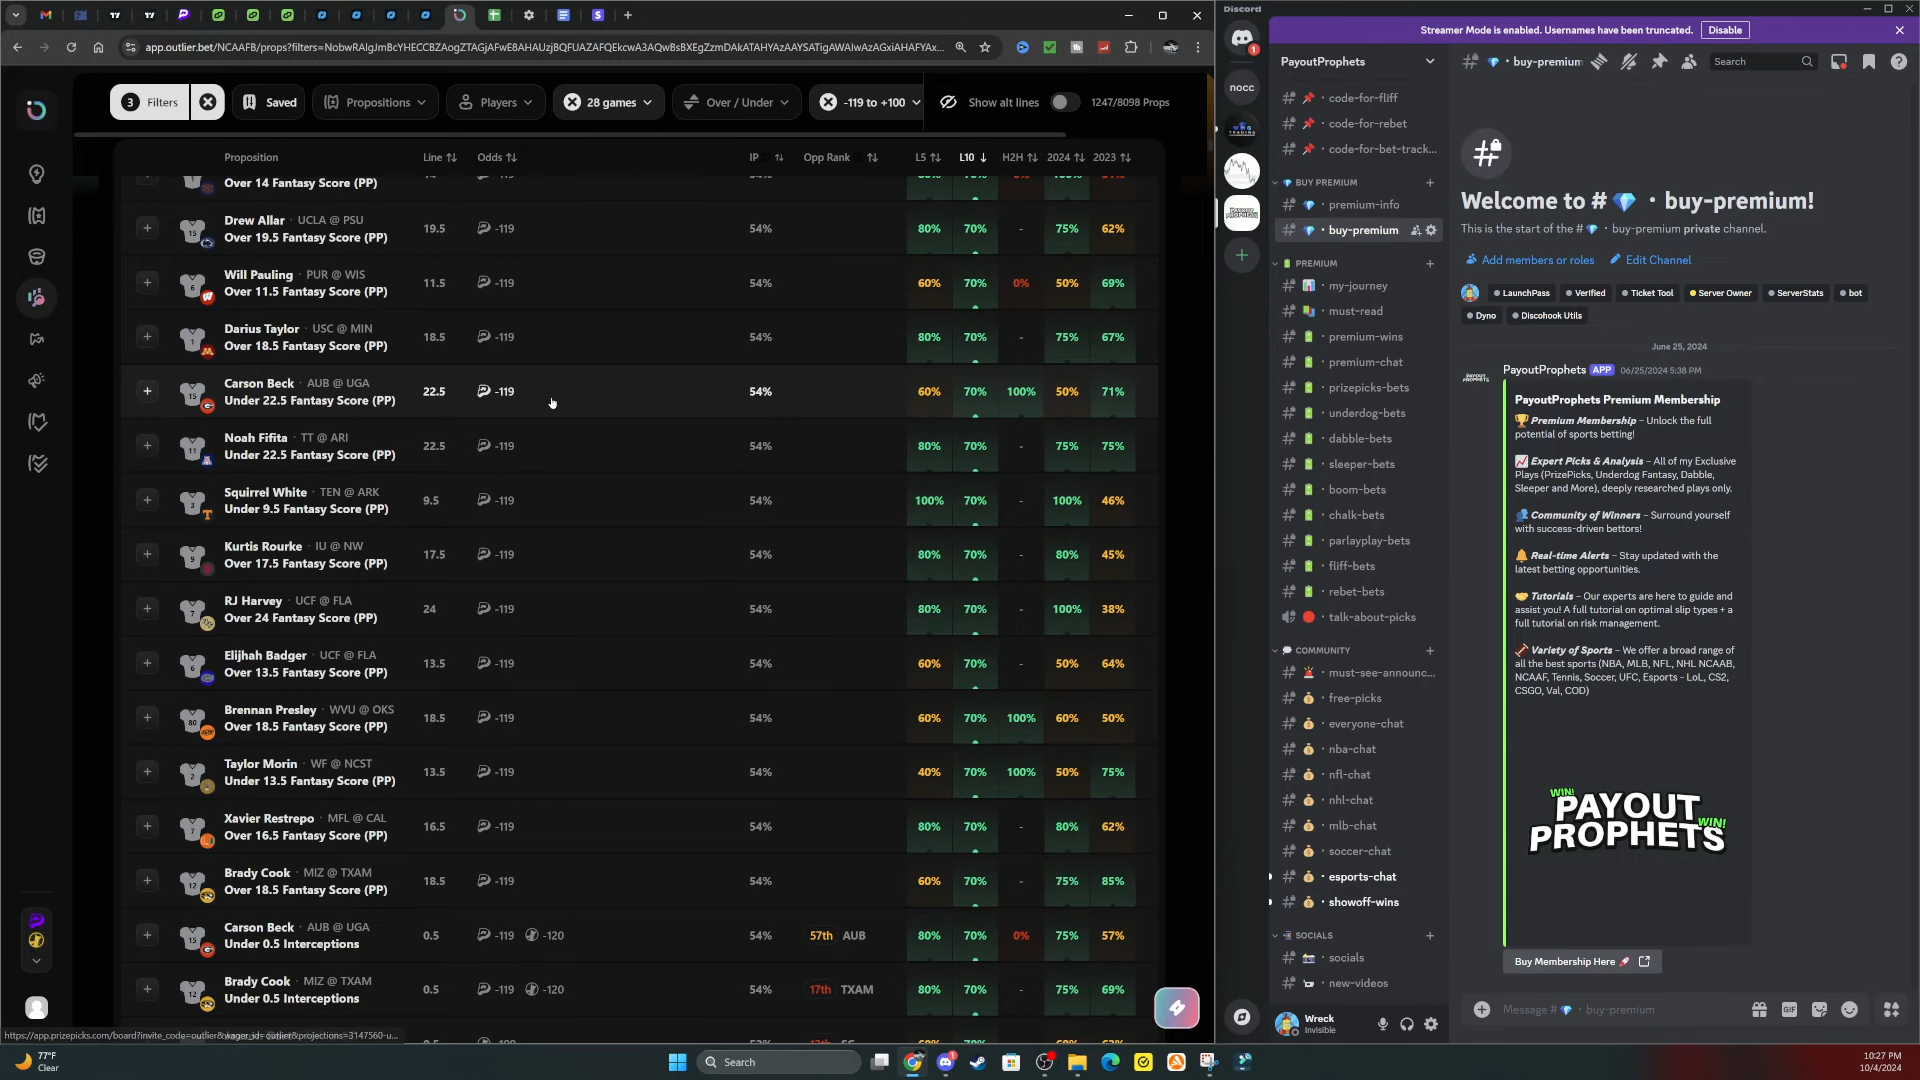 Discord
app.outlier.bet/NCAAFB/props?filters=NobwRAlgJmBcYHECCBZAogZTAGjAFwE8AHAUzjBQFUAZAFQEkcwA3AQwBsBXEgZzmDAkATAHYAzAAYSATigAWAIwAzAGxiAHAFYAx...
Streamer Mode is enabled. Usernames have been truncated.
Disable
3 Filters
Saved
Propositions
Players
28 games
Over / Under
-119 to +100
Show alt lines
1247/8098 Props
Proposition Line Odds IP Opp Rank L5 L10 H2H 2024 2023
Over 14 Fantasy Score (PP)
Drew Allar · UCLA @ PSU
Over 19.5 Fantasy Score (PP) 19.5 -119 54% 80% 70% - 75% 62%
Will Pauling · PUR @ WIS
Over 11.5 Fantasy Score (PP) 11.5 -119 54% 60% 70% 0% 50% 69%
Darius Taylor · USC @ MIN
Over 18.5 Fantasy Score (PP) 18.5 -119 54% 80% 70% - 75% 67%
Carson Beck · AUB @ UGA
Under 22.5 Fantasy Score (PP) 22.5 -119 54% 60% 70% 100% 50% 71%
Noah Fifita · TT @ ARI
Under 22.5 Fantasy Score (PP) 22.5 -119 54% 80% 70% - 75% 75%
Squirrel White · TEN @ ARK
Under 9.5 Fantasy Score (PP) 9.5 -119 54% 100% 70% - 100% 46%
Kurtis Rourke · IU @ NW
Over 17.5 Fantasy Score (PP) 17.5 -119 54% 80% 70% - 80% 45%
RJ Harvey · UCF @ FLA
Over 24 Fantasy Score (PP) 24 -119 54% 80% 70% - 100% 38%
Elijhah Badger · UCF @ FLA
Over 13.5 Fantasy Score (PP) 13.5 -119 54% 60% 70% - 50% 64%
Brennan Presley · WVU @ OKS
Over 18.5 Fantasy Score (PP) 18.5 -119 54% 60% 70% 100% 60% 50%
Taylor Morin · WF @ NCST
Under 13.5 Fantasy Score (PP) 13.5 -119 54% 40% 70% 100% 50% 75%
Xavier Restrepo · MFL @ CAL
Over 16.5 Fantasy Score (PP) 16.5 -119 54% 80% 70% - 80% 62%
Brady Cook · MIZ @ TXAM
Over 18.5 Fantasy Score (PP) 18.5 -119 54% 60% 70% - 75% 85%
Carson Beck · AUB @ UGA
Under 0.5 Interceptions 0.5 -119 -120 54% 57th AUB 80% 70% 0% 75% 57%
Brady Cook · MIZ @ TXAM
Under 0.5 Interceptions 0.5 -119 -120 54% 17th TXAM 80% 70% - 75% 69%
nocc
PayoutProphets
code-for-fliff
code-for-rebet
code-for-bet-track...
BUY PREMIUM
premium-info
buy-premium
PREMIUM
my-journey
must-read
premium-wins
premium-chat
prizepicks-bets
underdog-bets
dabble-bets
sleeper-bets
boom-bets
chalk-bets
parlayplay-bets
fliff-bets
rebet-bets
talk-about-picks
COMMUNITY
must-see-announc...
free-picks
everyone-chat
nba-chat
nfl-chat
nhl-chat
mlb-chat
soccer-chat
esports-chat
showoff-wins
SOCIALS
socials
new-videos
Wreck
Invisible
buy-premium
Search
Welcome to # 💎・buy-premium!
This is the start of the # 💎・buy-premium private channel.
Add members or roles
Edit Channel
LaunchPass Verified Ticket Tool Server Owner ServerStats bot
Dyno Discohook Utils
June 25, 2024
PayoutProphets APP 06/25/2024 5:38 PM
PayoutProphets Premium Membership
🏆 Premium Membership – Unlock the full
potential of sports betting!
📈 Expert Picks & Analysis – All of my Exclusive
Plays (PrizePicks, Underdog Fantasy, Dabble,
Sleeper and More), deeply researched plays only.
👥 Community of Winners – Surround yourself
with success-driven bettors!
🔔 Real-time Alerts – Stay updated with the
latest betting opportunities.
🤝 Tutorials – Our experts are here to guide and
assist you! A full tutorial on optimal slip types + a
full tutorial on risk management.
🏈 Variety of Sports – We offer a broad range of
all the best sports (NBA, MLB, NFL, NHL NCAAB,
NCAAF, Tennis, Soccer, UFC, Esports - LoL, CS2,
CSGO, Val, COD)
WIN!
PAYOUT
PROPHETS
WIN!
Buy Membership Here 🚀
Message # 💎・buy-premium
https://app.prizepicks.com/board?invite_code=outlier&wager_id=outlier&projections=3147560-u...
77°F
Clear
Search
10:27 PM
10/4/2024